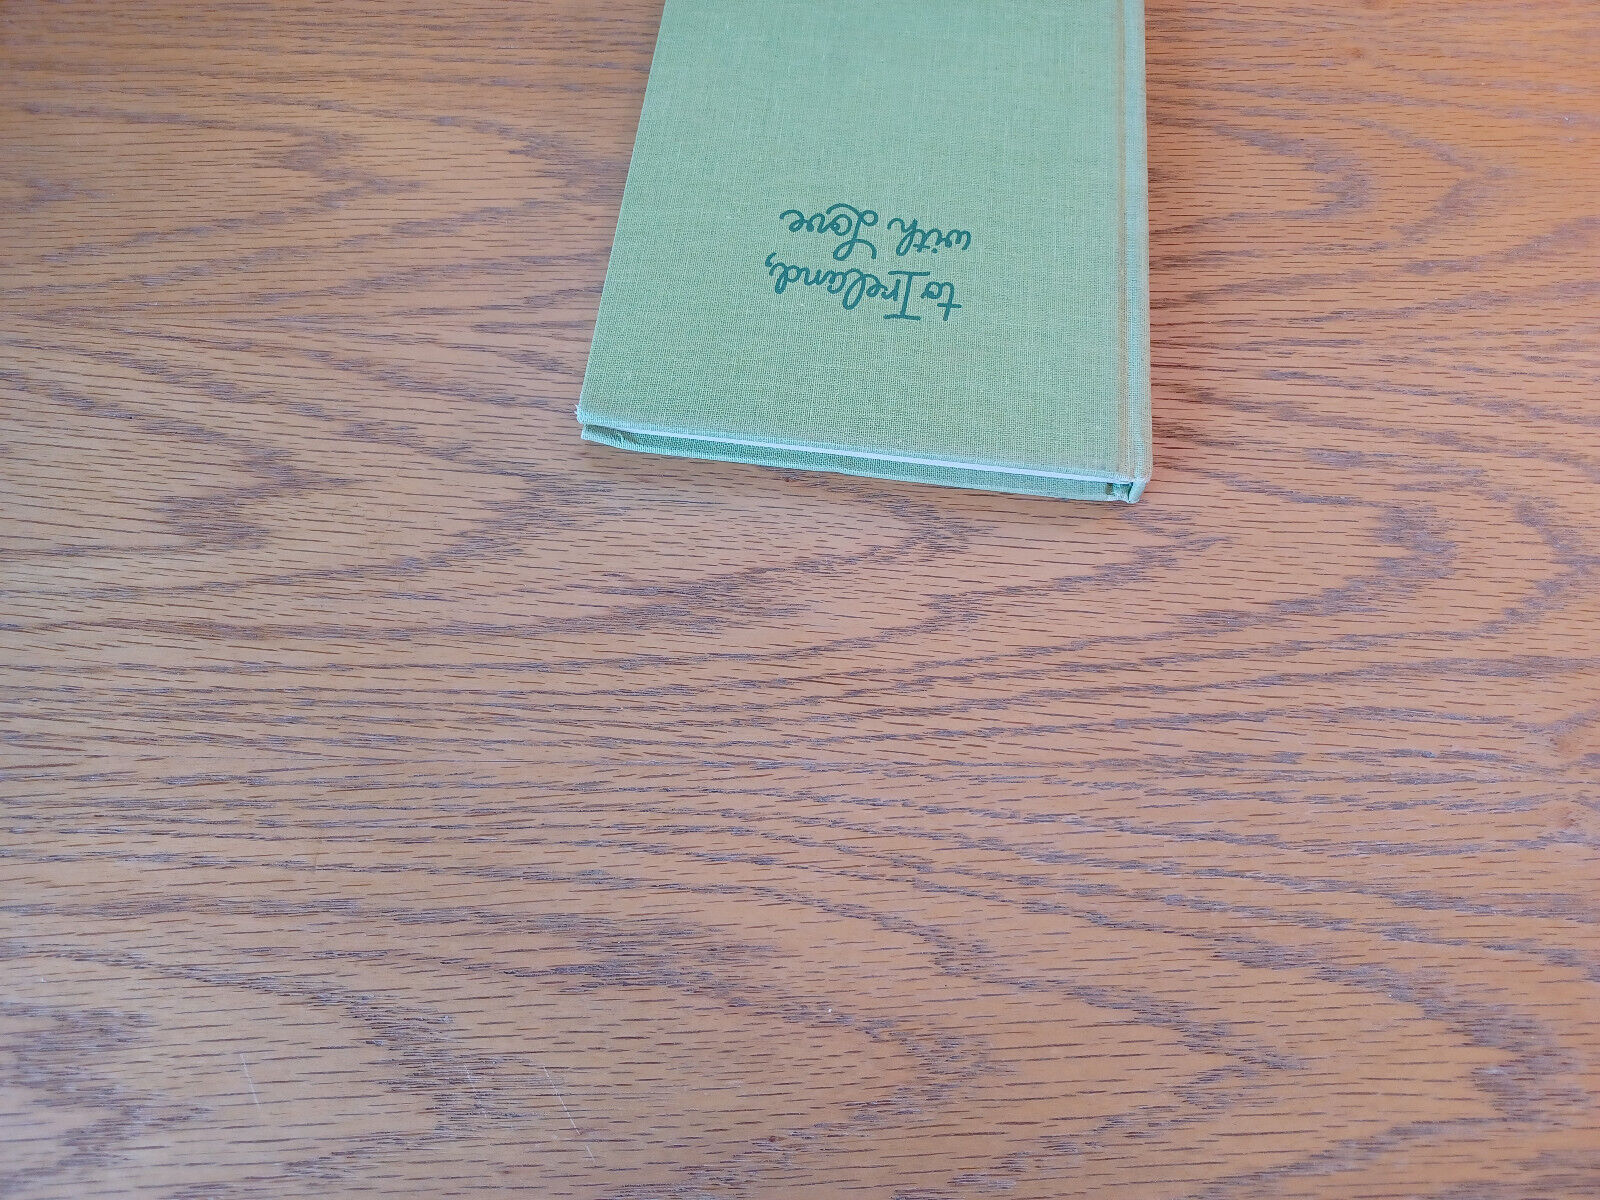 to Ireland,
with Love